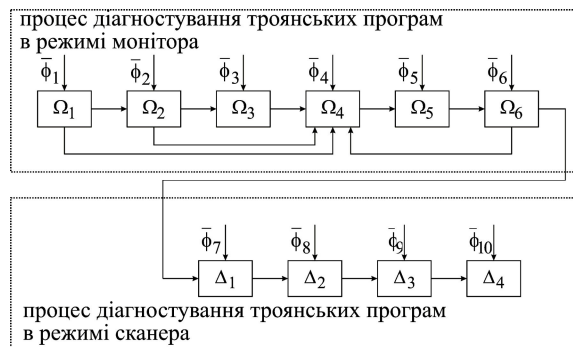 процес діагностування троянських програм
в режимі монітора
ϕ̅1 ϕ̅2 ϕ̅3 ϕ̅4 ϕ̅5 ϕ̅6
Ω1 Ω2 Ω3 Ω4 Ω5 Ω6
ϕ̅7 ϕ̅8 ϕ̅9 ϕ̅10
Δ1 Δ2 Δ3 Δ4
процес діагностування троянських програм
в режимі сканера